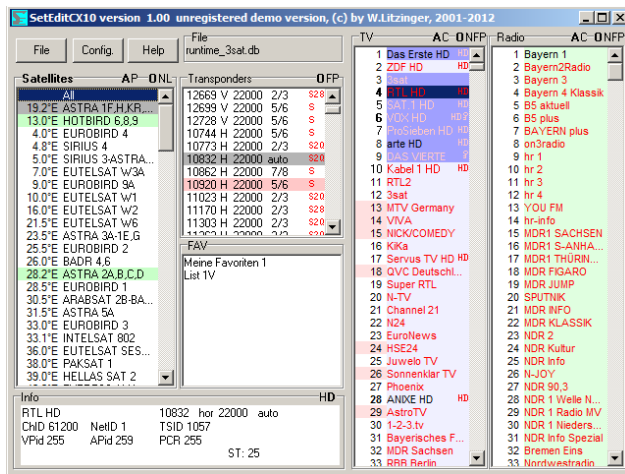 SetEditCX10 version 1.00 unregistered demo version, (c) by W.Litzinger, 2001-2012
File Config. Help
File
runtime_3sat.db
Satellites AP ONL
All
19.2°E ASTRA 1F,H,KR,...
13.0°E HOTBIRD 6,8,9
4.0°E EUROBIRD 4
4.8°E SIRIUS 4
5.0°E SIRIUS 3-ASTRA...
7.0°E EUTELSAT W3A
9.0°E EUROBIRD 9A
10.0°E EUTELSAT W1
16.0°E EUTELSAT W2
21.5°E EUTELSAT W6
23.5°E ASTRA 3A-1E,G
25.5°E EUROBIRD 2
26.0°E BADR 4,6
28.2°E ASTRA 2A,B,C,D
28.5°E EUROBIRD 1
30.5°E ARABSAT 2B-BA...
31.5°E ASTRA 5A
33.0°E EUROBIRD 3
33.1°E INTELSAT 802
36.0°E EUTELSAT SES...
38.0°E PAKSAT 1
39.0°E HELLAS SAT 2
Transponders OFP
12669 V 22000 2/3 S28
12699 V 22000 5/6 S
12728 V 22000 5/6 S
10744 H 22000 5/6 S
10773 H 22000 2/3 S20
10832 H 22000 auto S20
10862 H 22000 7/8 S
10920 H 22000 5/6 S
11023 H 22000 2/3 S20
11170 H 22000 2/3 S28
11303 H 22000 2/3 S20
FAV
Meine Favoriten 1
List 1V
Info HD
RTL HD 10832 hor 22000 auto
ChID 61200 NetID 1 TSID 1057
VPid 255 APid 259 PCR 255
ST: 25
TV AC ONFP
1 Das Erste HD HD
2 ZDF HD HD
3 3sat
4 RTL HD HD
5 SAT.1 HD HD
6 VOX HD HD
7 ProSieben HD HD
8 arte HD HD
9 DAS VIERTE
10 Kabel 1 HD HD
11 RTL2
12 3sat
13 MTV Germany
14 VIVA
15 NICK/COMEDY
16 KiKa
17 Servus TV HD HD
18 QVC Deutschl...
19 Super RTL
20 N-TV
21 Channel 21
22 N24
23 EuroNews
24 HSE24
25 Juwelo TV
26 Sonnenklar TV
27 Phoenix
28 ANIXE HD HD
29 AstroTV
30 1-2-3.tv
31 Bayerisches F...
32 MDR Sachsen
33 RBB Berlin
Radio AC ONFP
1 Bayern 1
2 Bayern2Radio
3 Bayern 3
4 Bayern 4 Klassik
5 B5 aktuell
6 B5 plus
7 BAYERN plus
8 on3radio
9 hr 1
10 hr 2
11 hr 3
12 hr 4
13 YOU FM
14 hr-info
15 MDR1 SACHSEN
16 MDR1 S-ANHA...
17 MDR1 THÜRIN...
18 MDR FIGARO
19 MDR JUMP
20 SPUTNIK
21 MDR INFO
22 MDR KLASSIK
23 NDR 2
24 NDR Kultur
25 NDR Info
26 N-JOY
27 NDR 90,3
28 NDR 1 Welle N...
29 NDR 1 Radio MV
30 NDR 1 Nieders...
31 NDR Info Spezial
32 Bremen Eins
33 Nordwestradio